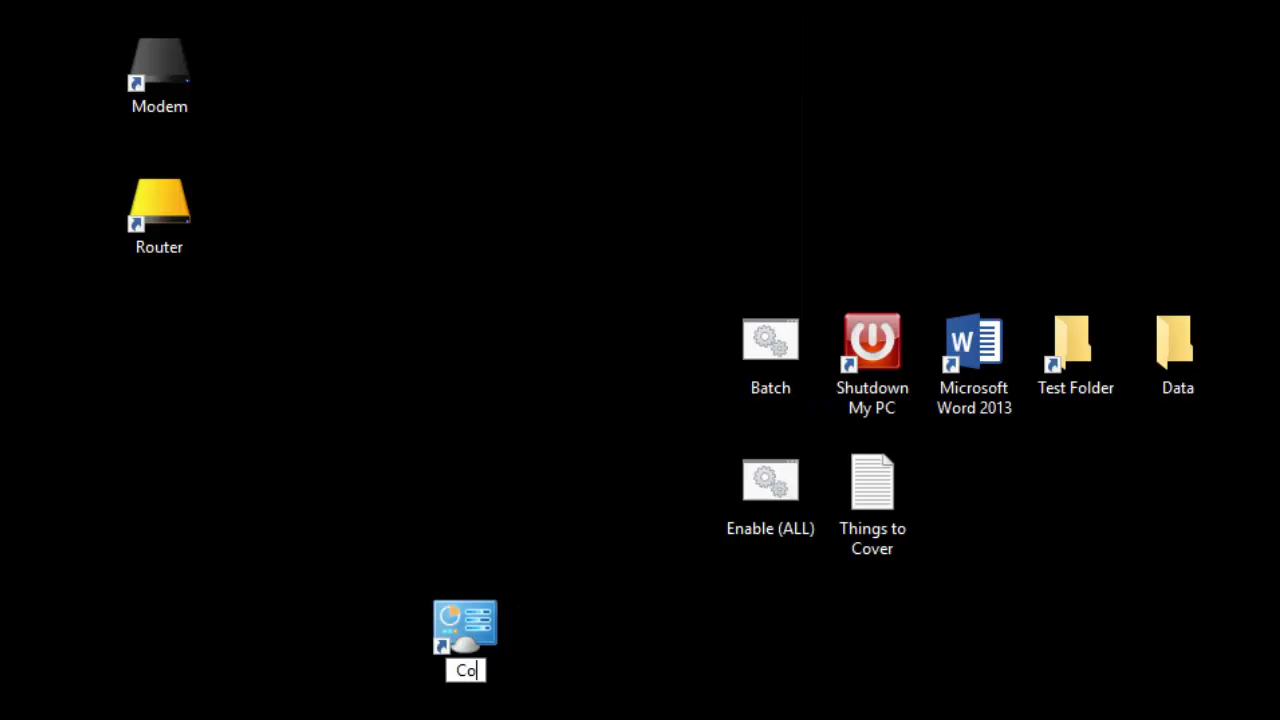 Modem
Router
Batch
Shutdown
My PC
Microsoft
Word 2013
Test Folder
Data
Enable (ALL)
Things to
Cover
Co